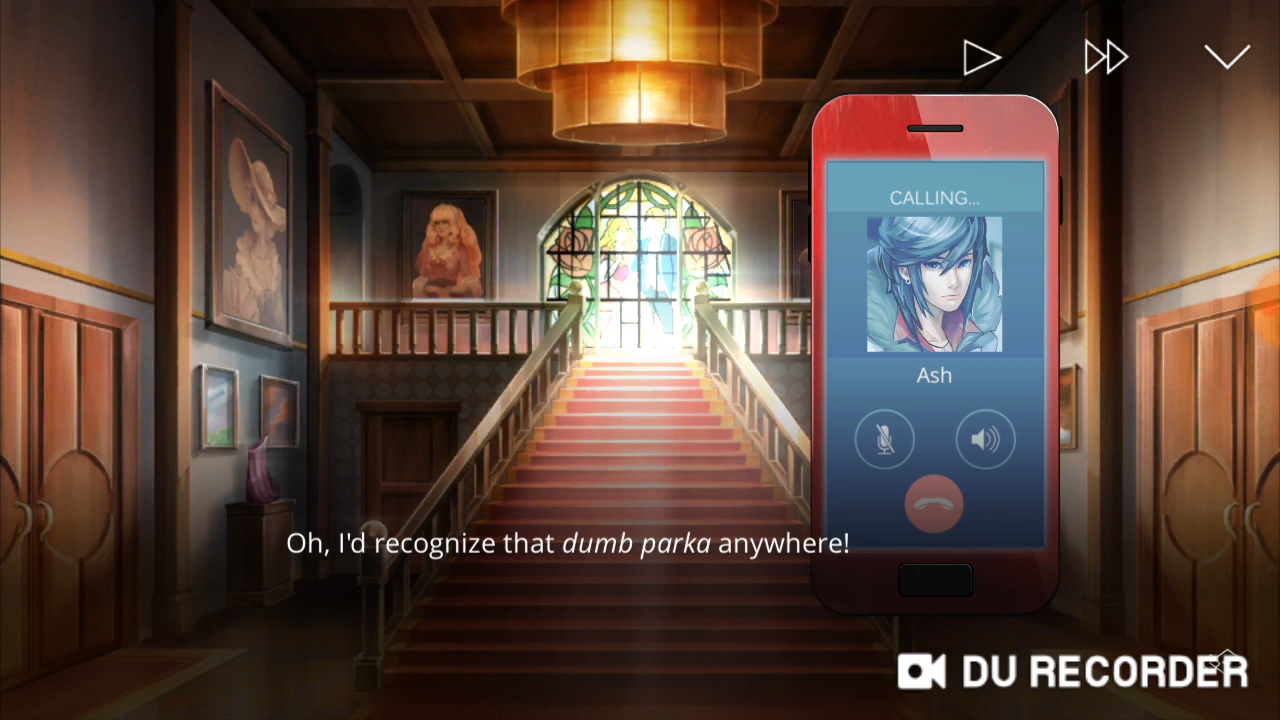 CALLING...
Ash
Oh, I'd recognize that dumb parka anywhere!
DU RECORDER